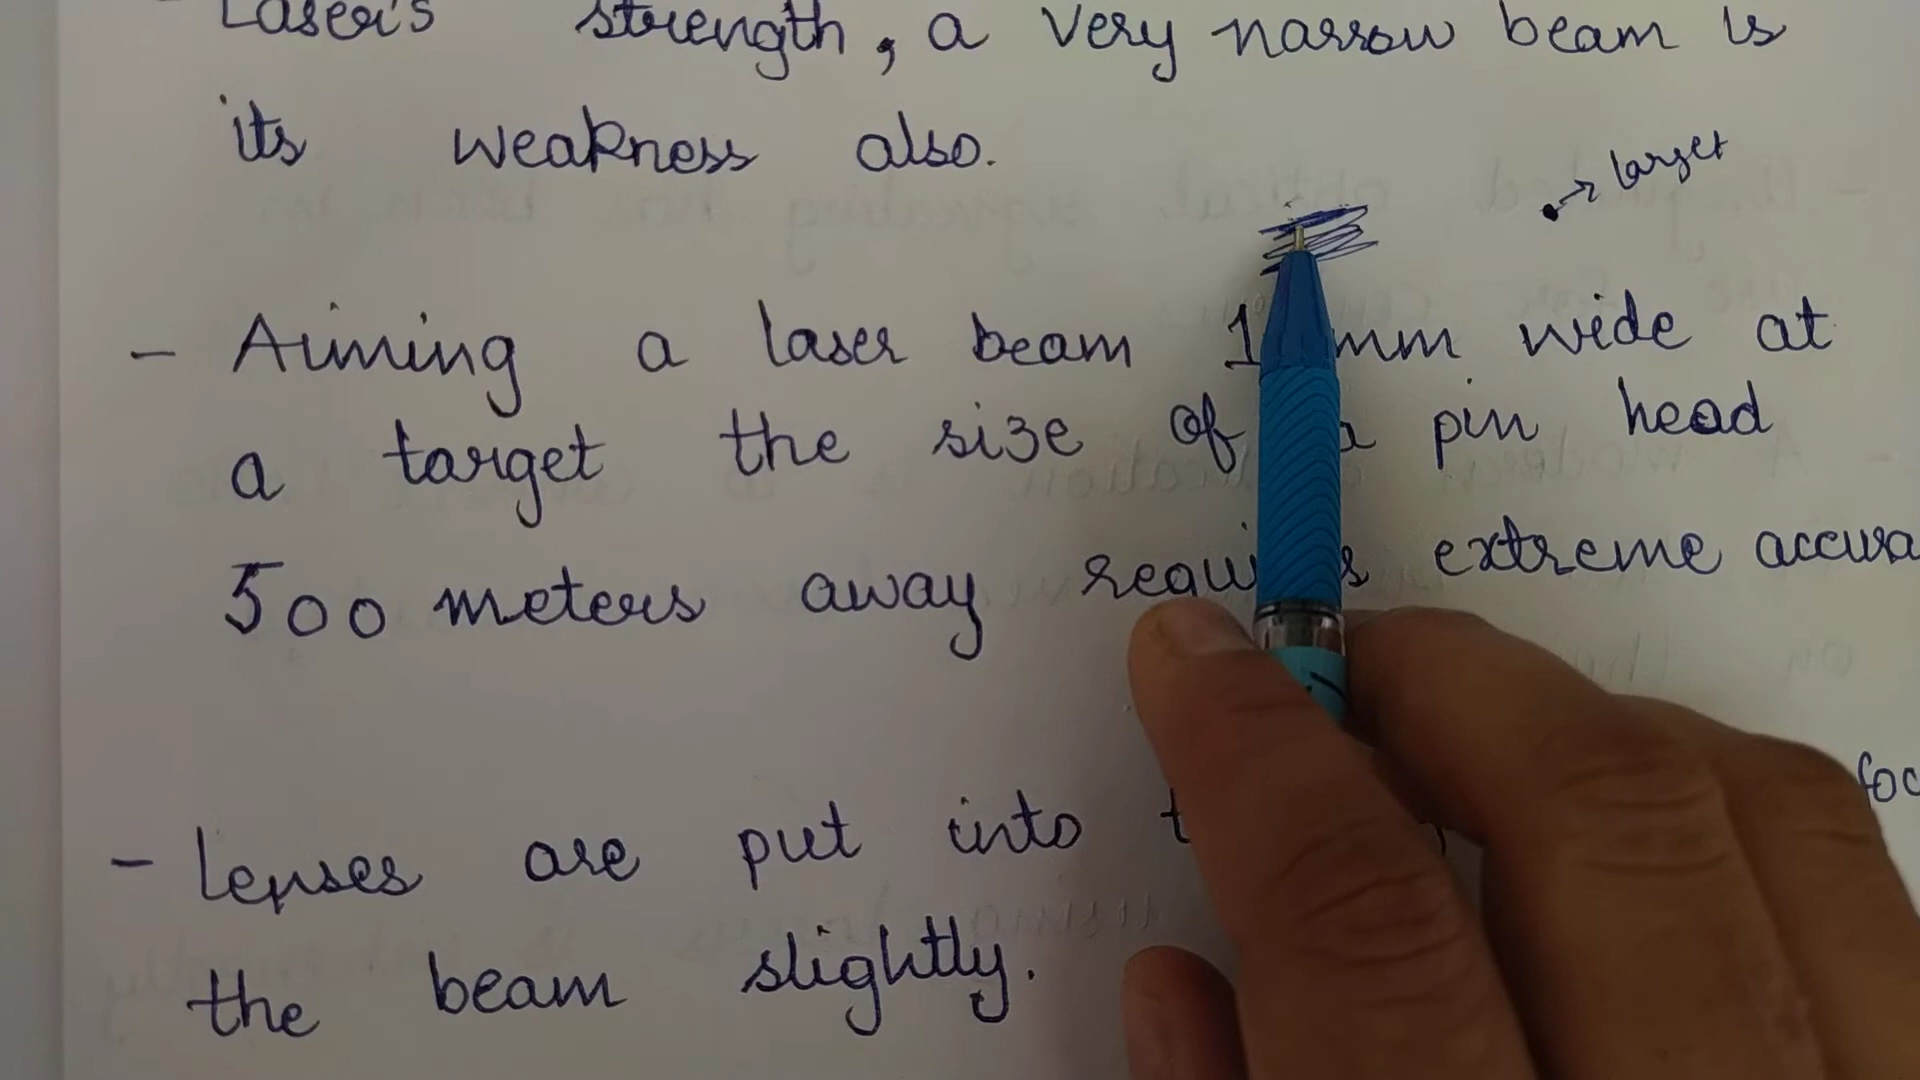 Laser's strength, a very narrow beam is
its weakness also.
target
- Aiming a laser beam 1 mm wide at
a target the size of a pin head
500 meters away extreme
- Lenses are put into
the beam slightly.